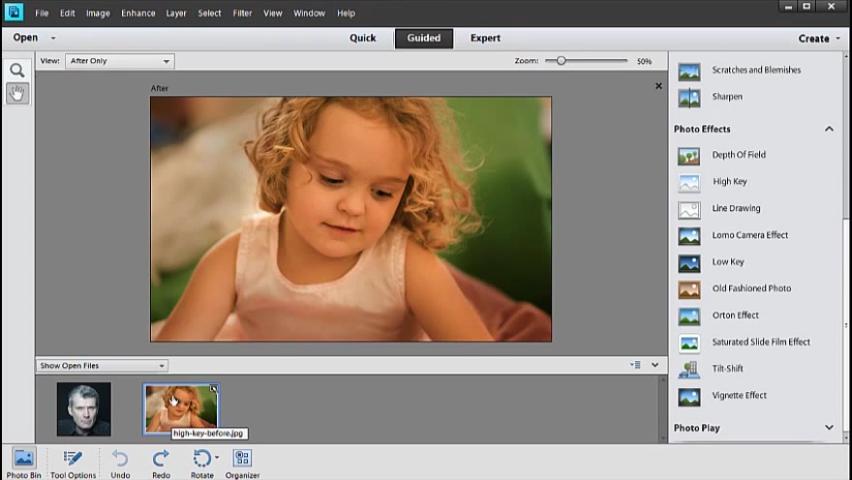 File Edit Image Enhance Layer Select Filter View Window Help
Open Quick Guided Expert Create
View: After Only Zoom: 50%
After
Scratches and Blemishes
Sharpen
Photo Effects
Depth Of Field
High Key
Line Drawing
Lomo Camera Effect
Low Key
Old Fashioned Photo
Orton Effect
Saturated Slide Film Effect
Tilt-Shift
Vignette Effect
Photo Play
Show Open Files
high-key-before.jpg
Photo Bin Tool Options Undo Redo Rotate Organizer